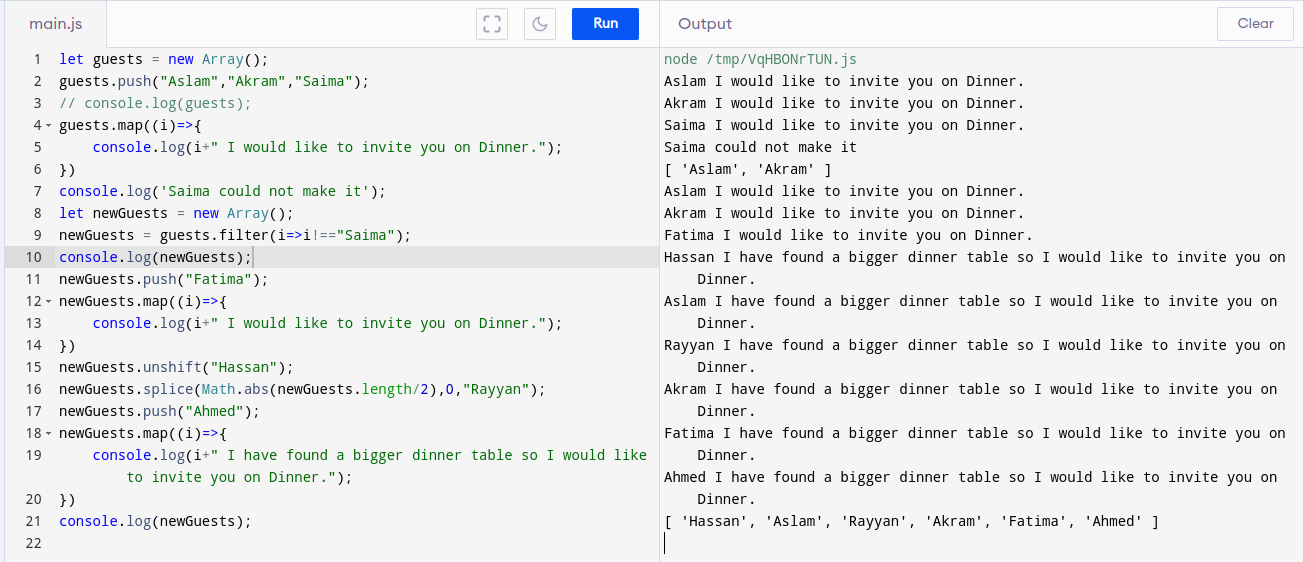 main.js
Run
1 let guests = new Array();
2 guests.push("Aslam","Akram","Saima");
3 // console.log(guests);
4 guests.map((i)=>{
5     console.log(i+" I would like to invite you on Dinner.");
6 })
7 console.log('Saima could not make it');
8 let newGuests = new Array();
9 newGuests = guests.filter(i=>i!=="Saima");
10 console.log(newGuests);
11 newGuests.push("Fatima");
12 newGuests.map((i)=>{
13     console.log(i+" I would like to invite you on Dinner.");
14 })
15 newGuests.unshift("Hassan");
16 newGuests.splice(Math.abs(newGuests.length/2),0,"Rayyan");
17 newGuests.push("Ahmed");
18 newGuests.map((i)=>{
19     console.log(i+" I have found a bigger dinner table so I would like
to invite you on Dinner.");
20 })
21 console.log(newGuests);
22
Output
Clear
node /tmp/VqHBONrTUN.js
Aslam I would like to invite you on Dinner.
Akram I would like to invite you on Dinner.
Saima I would like to invite you on Dinner.
Saima could not make it
[ 'Aslam', 'Akram' ]
Aslam I would like to invite you on Dinner.
Akram I would like to invite you on Dinner.
Fatima I would like to invite you on Dinner.
Hassan I have found a bigger dinner table so I would like to invite you on
Dinner.
Aslam I have found a bigger dinner table so I would like to invite you on
Dinner.
Rayyan I have found a bigger dinner table so I would like to invite you on
Dinner.
Akram I have found a bigger dinner table so I would like to invite you on
Dinner.
Fatima I have found a bigger dinner table so I would like to invite you on
Dinner.
Ahmed I have found a bigger dinner table so I would like to invite you on
Dinner.
[ 'Hassan', 'Aslam', 'Rayyan', 'Akram', 'Fatima', 'Ahmed' ]